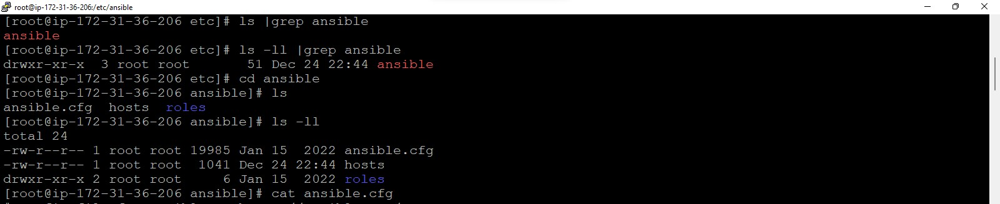 root@ip-172-31-36-206:/etc/ansible
[root@ip-172-31-36-206 etc]# ls |grep ansible
ansible
[root@ip-172-31-36-206 etc]# ls -ll |grep ansible
drwxr-xr-x  3 root root       51 Dec 24 22:44 ansible
[root@ip-172-31-36-206 etc]# cd ansible
[root@ip-172-31-36-206 ansible]# ls
ansible.cfg  hosts  roles
[root@ip-172-31-36-206 ansible]# ls -ll
total 24
-rw-r--r-- 1 root root 19985 Jan 15  2022 ansible.cfg
-rw-r--r-- 1 root root  1041 Dec 24 22:44 hosts
drwxr-xr-x 2 root root     6 Jan 15  2022 roles
[root@ip-172-31-36-206 ansible]# cat ansible.cfg